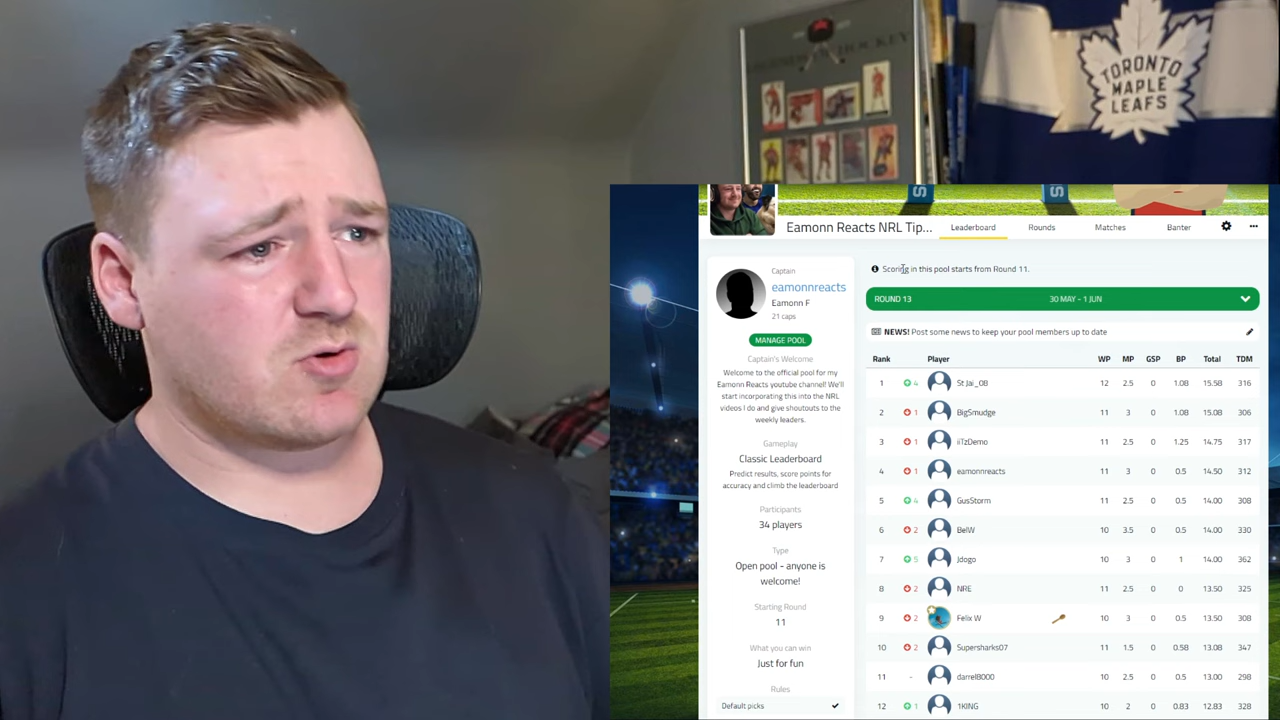 TORONTO
MAPLE
LEAFS
Eamonn Reacts NRL Tip... Leaderboard Rounds Matches Banter
Captain
eamonnreacts
Eamonn F
21 caps
MANAGE POOL
Captain's Welcome
Welcome to the official pool for my
Eamonn Reacts youtube channel! We'll
start incorporating this into the NRL
videos I do and give shoutouts to the
weekly leaders.
Gameplay
Classic Leaderboard
Predict results, score points for
accuracy and climb the leaderboard
Participants
34 players
Type
Open pool - anyone is
welcome!
Starting Round
11
What you can win
Just for fun
Rules
Default picks
Scoring in this pool starts from Round 11.
ROUND 13 30 MAY - 1 JUN
NEWS! Post some news to keep your pool members up to date
Rank Player WP MP GSP BP Total TDM
1 4 St Jai_08 12 2.5 0 1.08 15.58 316
2 1 BigSmudge 11 3 0 1.08 15.08 306
3 1 iiTzDemo 11 2.5 0 1.25 14.75 317
4 1 eamonnreacts 11 3 0 0.5 14.50 312
5 4 GusStorm 11 2.5 0 0.5 14.00 308
6 2 BelW 10 3.5 0 0.5 14.00 330
7 5 Jdogo 10 3 0 1 14.00 362
8 2 NRE 11 2.5 0 0 13.50 325
9 2 Felix W 10 3 0 0.5 13.50 308
10 2 Supersharks07 11 1.5 0 0.58 13.08 347
11 - darrel8000 10 2.5 0 0.5 13.00 298
12 1 1KING 10 2 0 0.83 12.83 328